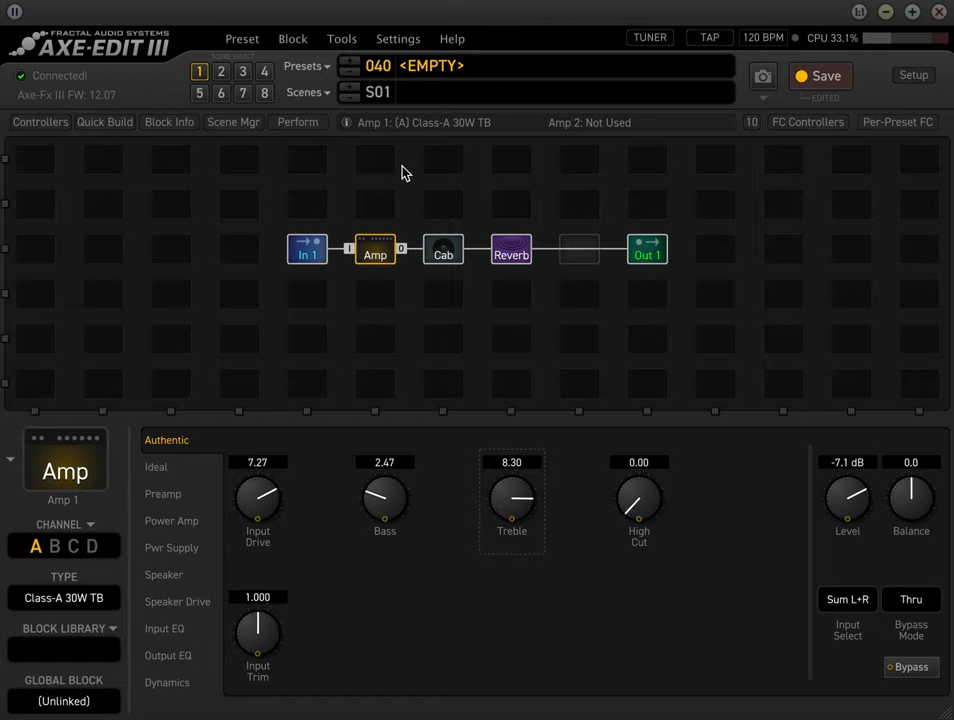 FRACTAL AUDIO SYSTEMS
AXE-EDIT III
Preset Block Tools Settings Help
TUNER TAP 120 BPM CPU 33.1%
Connected!
Axe-Fx III FW: 12.07
SCENE SELECT
1 2 3 4
5 6 7 8
Presets 040 <EMPTY>
Scenes S01
Save
EDITED
Setup
Controllers Quick Build Block Info Scene Mgr Perform Amp 1: (A) Class-A 30W TB Amp 2: Not Used 10 FC Controllers Per-Preset FC
In 1 I Amp O Cab Reverb Out 1
Amp
Amp 1
CHANNEL
A B C D
TYPE
Class-A 30W TB
BLOCK LIBRARY
GLOBAL BLOCK
(Unlinked)
Authentic
Ideal
Preamp
Power Amp
Pwr Supply
Speaker
Speaker Drive
Input EQ
Output EQ
Dynamics
7.27 2.47 8.30 0.00
Input Drive Bass Treble High Cut
1.000
Input Trim
-7.1 dB 0.0
Level Balance
Sum L+R Thru
Input Select Bypass Mode
Bypass